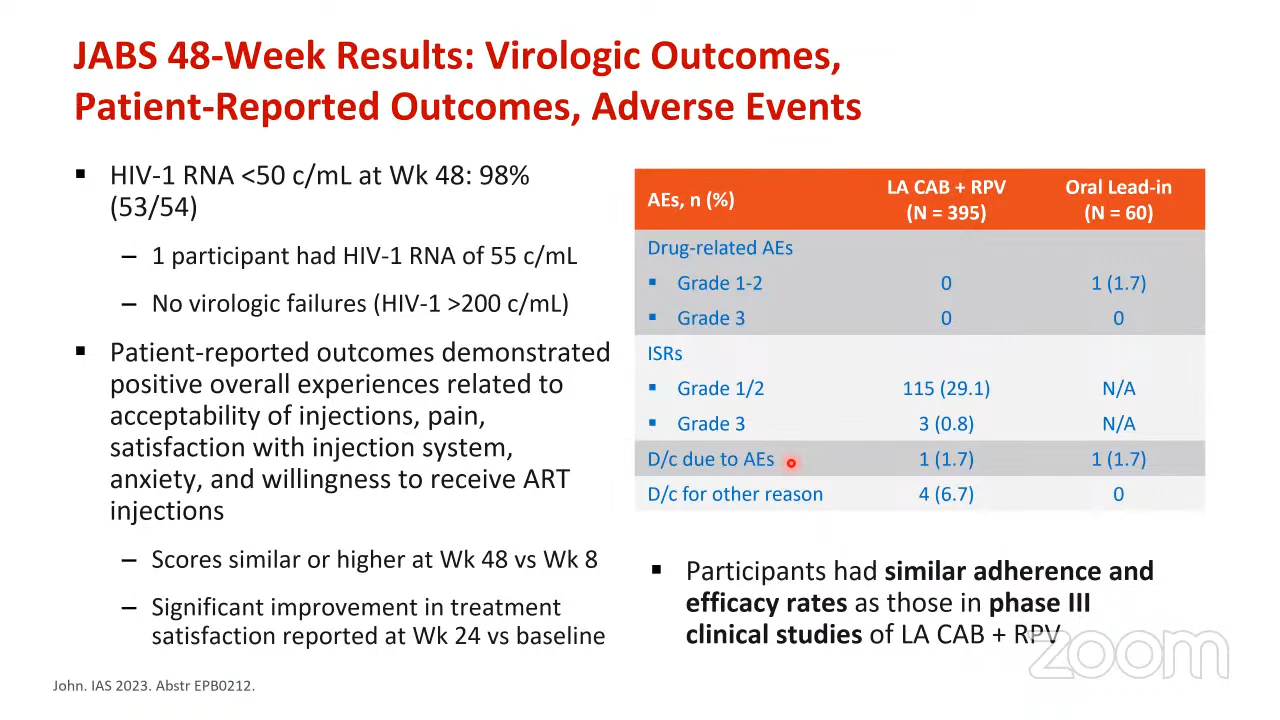 JABS 48-Week Results: Virologic Outcomes,
Patient-Reported Outcomes, Adverse Events
▪ HIV-1 RNA <50 c/mL at Wk 48: 98%
(53/54)
– 1 participant had HIV-1 RNA of 55 c/mL
– No virologic failures (HIV-1 >200 c/mL)
▪ Patient-reported outcomes demonstrated
positive overall experiences related to
acceptability of injections, pain,
satisfaction with injection system,
anxiety, and willingness to receive ART
injections
– Scores similar or higher at Wk 48 vs Wk 8
– Significant improvement in treatment
satisfaction reported at Wk 24 vs baseline
AEs, n (%) LA CAB + RPV (N = 395) Oral Lead-in (N = 60)
Drug-related AEs
▪ Grade 1-2 0 1 (1.7)
▪ Grade 3 0 0
ISRs
▪ Grade 1/2 115 (29.1) N/A
▪ Grade 3 3 (0.8) N/A
D/c due to AEs 1 (1.7) 1 (1.7)
D/c for other reason 4 (6.7) 0
▪ Participants had similar adherence and
efficacy rates as those in phase III
clinical studies of LA CAB + RPV
zoom
John. IAS 2023. Abstr EPB0212.